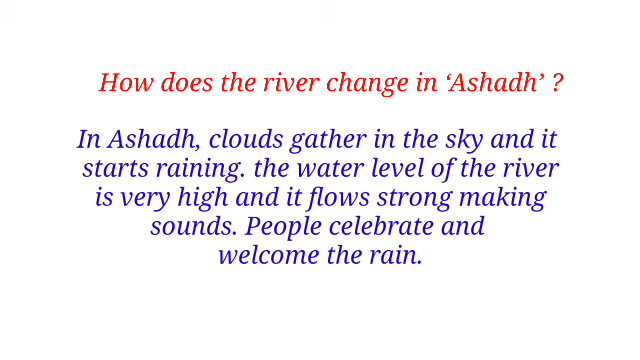 How does the river change in ‘Ashadh’ ?
In Ashadh, clouds gather in the sky and it
starts raining. the water level of the river
is very high and it flows strong making
sounds. People celebrate and
welcome the rain.